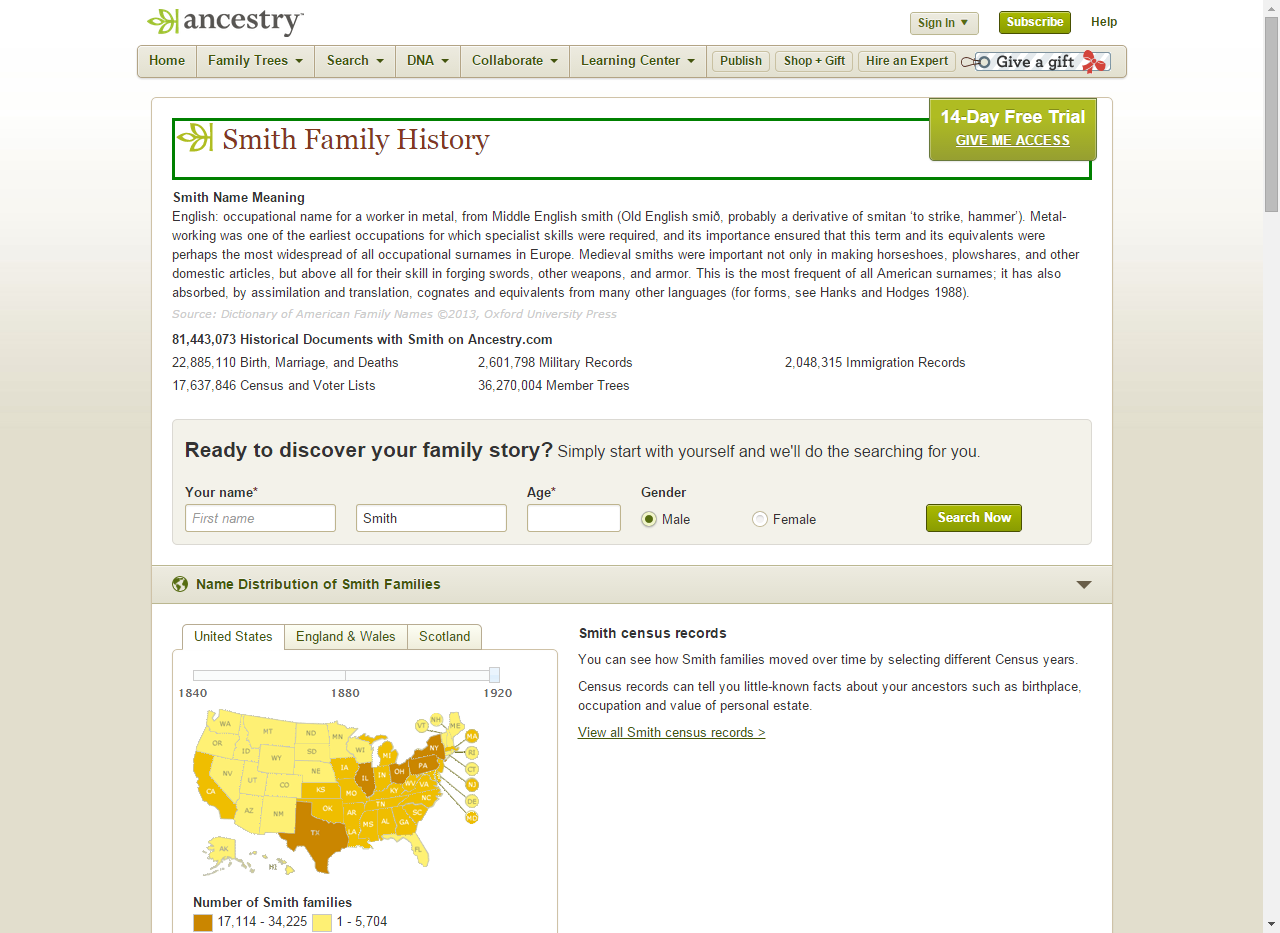 ancestry™
Sign In Subscribe Help
Home Family Trees Search DNA Collaborate Learning Center Publish Shop + Gift Hire an Expert Give a gift
14-Day Free Trial
GIVE ME ACCESS
Smith Family History
Smith Name Meaning
English: occupational name for a worker in metal, from Middle English smith (Old English smið, probably a derivative of smitan ‘to strike, hammer’). Metal-
working was one of the earliest occupations for which specialist skills were required, and its importance ensured that this term and its equivalents were
perhaps the most widespread of all occupational surnames in Europe. Medieval smiths were important not only in making horseshoes, plowshares, and other
domestic articles, but above all for their skill in forging swords, other weapons, and armor. This is the most frequent of all American surnames; it has also
absorbed, by assimilation and translation, cognates and equivalents from many other languages (for forms, see Hanks and Hodges 1988).
Source: Dictionary of American Family Names ©2013, Oxford University Press
81,443,073 Historical Documents with Smith on Ancestry.com
22,885,110 Birth, Marriage, and Deaths 2,601,798 Military Records 2,048,315 Immigration Records
17,637,846 Census and Voter Lists 36,270,004 Member Trees
Ready to discover your family story? Simply start with yourself and we'll do the searching for you.
Your name* Age* Gender
First name Smith Male Female Search Now
Name Distribution of Smith Families
United States England & Wales Scotland
1840 1880 1920
WA MT ND MN VT NH ME
OR ID SD WI MI NY MA
WY RI
NV UT CO NE IA IL IN OH PA CT
CA KS MO KY WV VA NJ
AZ NM OK AR TN NC DE
TX LA MS AL GA SC MD
AK HI FL
Number of Smith families
17,114 - 34,225 1 - 5,704
Smith census records
You can see how Smith families moved over time by selecting different Census years.
Census records can tell you little-known facts about your ancestors such as birthplace,
occupation and value of personal estate.
View all Smith census records >